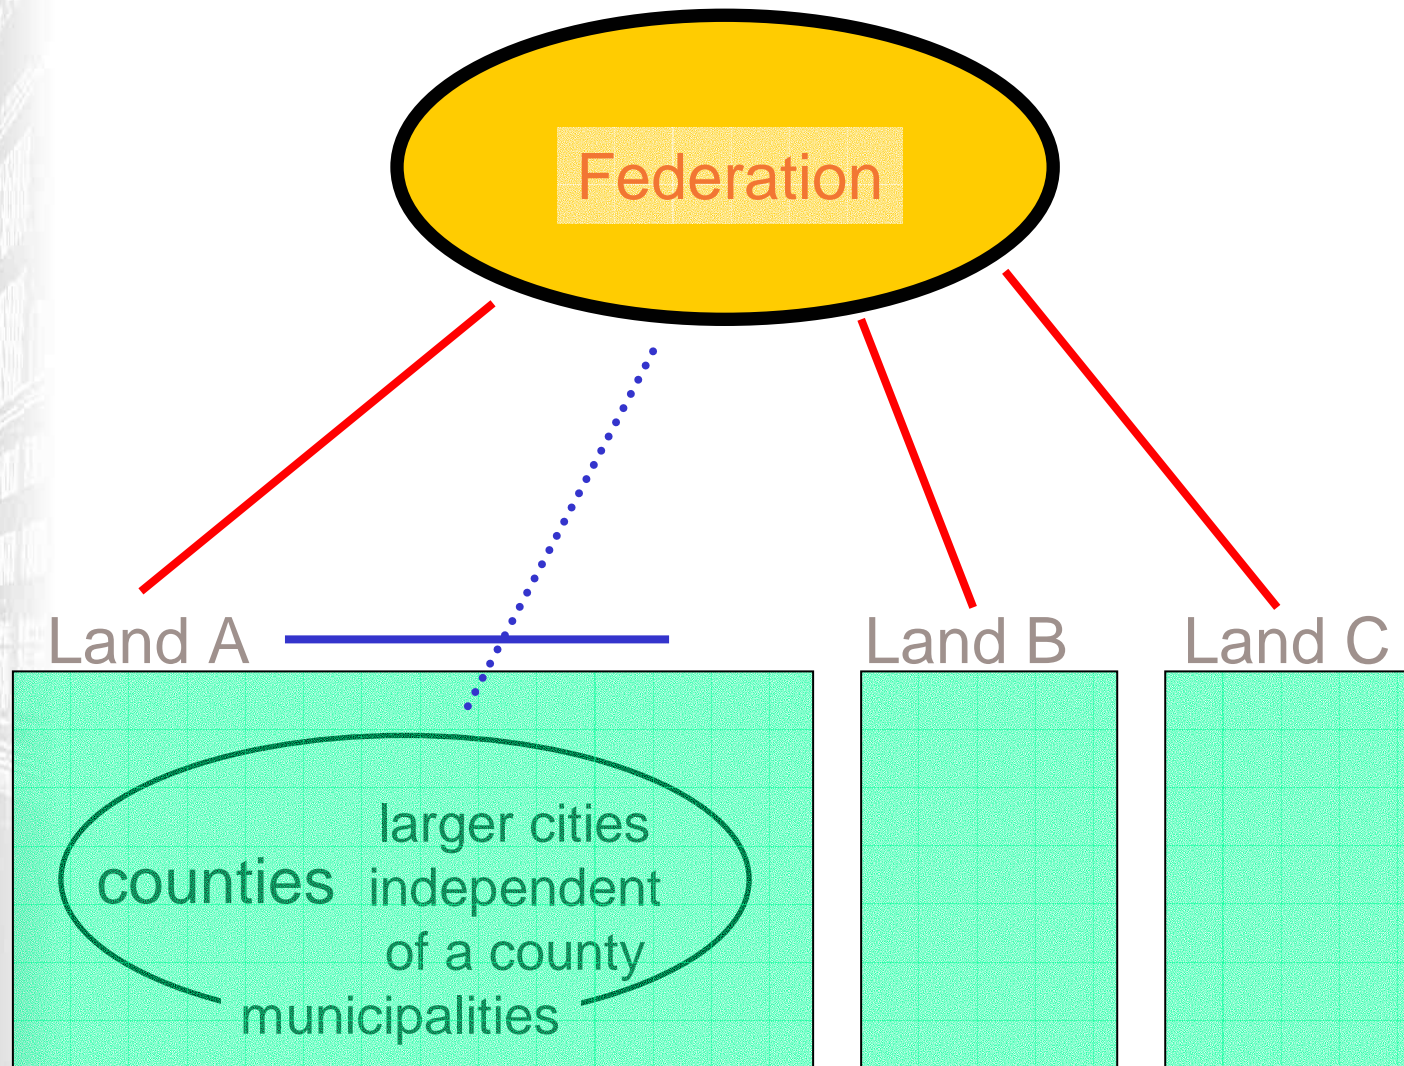 Federation
Land A
Land B
Land C
counties
larger cities
independent
of a county
municipalities